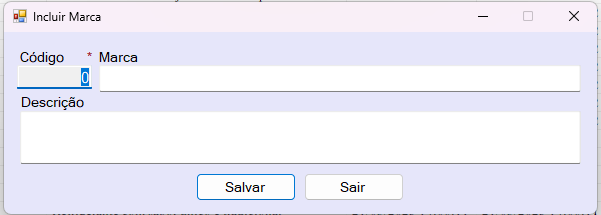 Incluir Marca
Código * Marca
0
Descrição
Salvar Sair